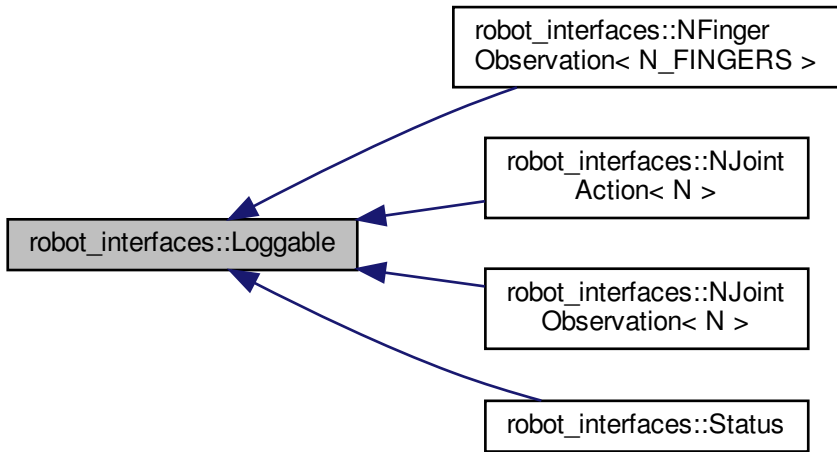 robot_interfaces::NFinger
Observation< N_FINGERS >
robot_interfaces::NJoint
Action< N >
robot_interfaces::Loggable
robot_interfaces::NJoint
Observation< N >
robot_interfaces::Status